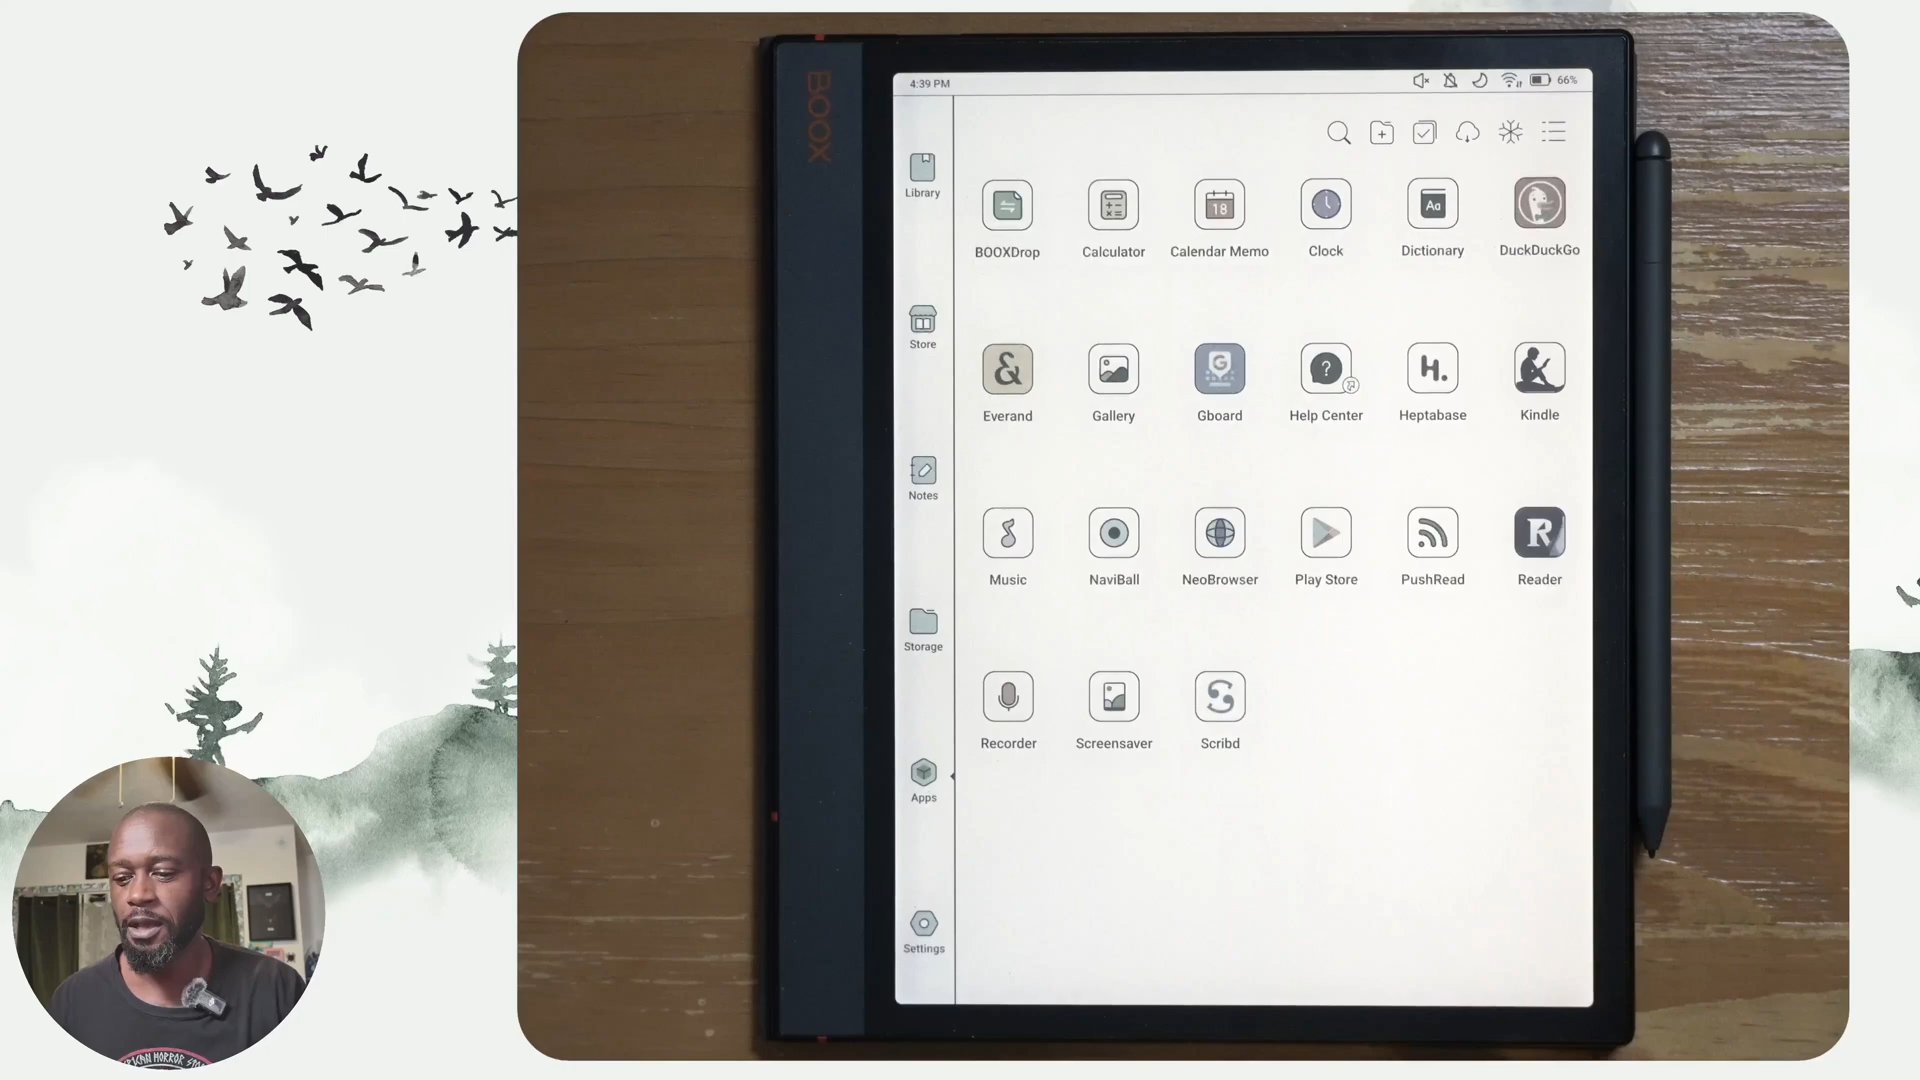 BOOX
4:39 PM
66%
Library
Store
Notes
Storage
Apps
Settings
18
Aa
BOOXDrop Calculator Calendar Memo Clock Dictionary DuckDuckGo
&
G
?
H.
Everand Gallery Gboard Help Center Heptabase Kindle
R
Music NaviBall NeoBrowser Play Store PushRead Reader
Recorder Screensaver Scribd